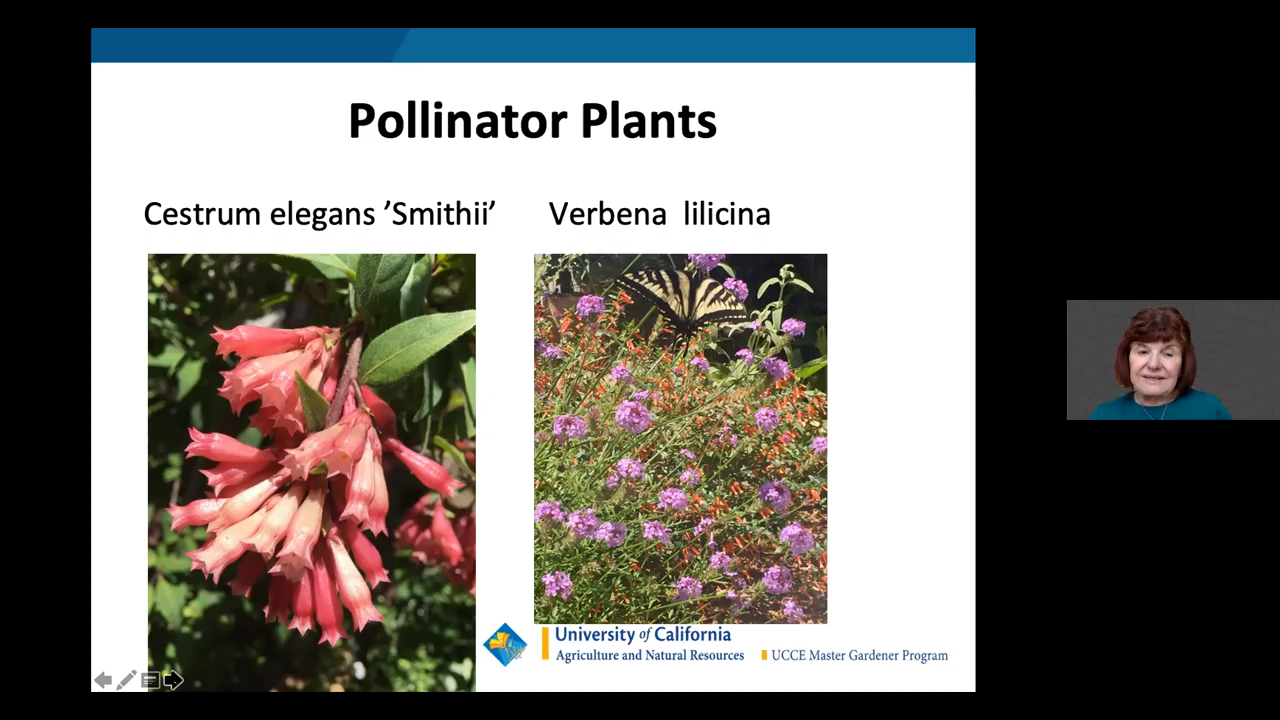 Pollinator Plants
Cestrum elegans ’Smithii’
Verbena  lilicina
University of California
Agriculture and Natural Resources
UCCE Master Gardener Program